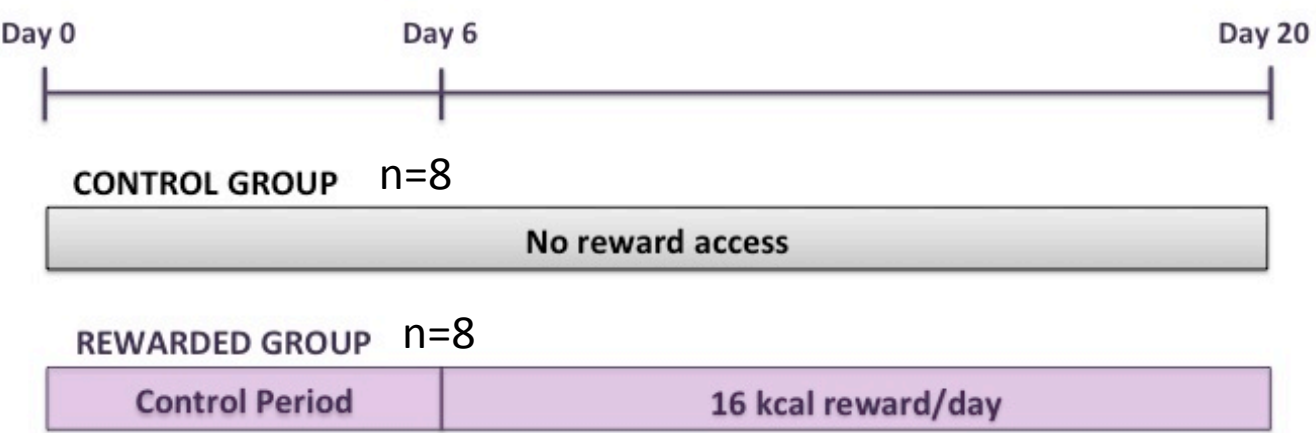 Day 0 Day 6 Day 20
CONTROL GROUP n=8
No reward access
REWARDED GROUP n=8
Control Period 16 kcal reward/day